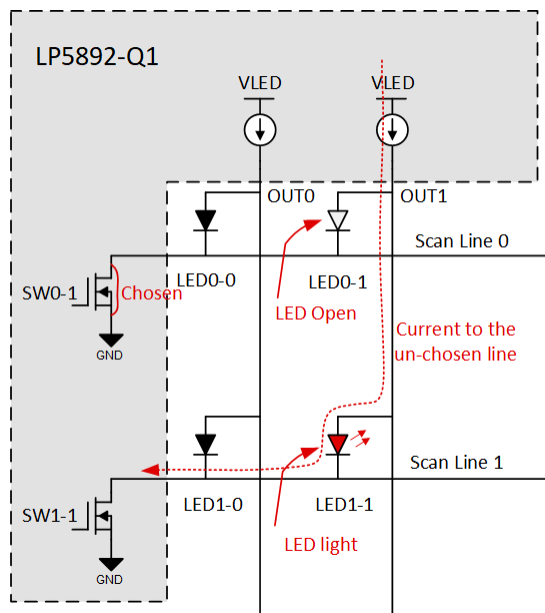 LP5892-Q1
VLED
VLED
OUT0
OUT1
Scan Line 0
LED0-0
LED0-1
SW0-1
Chosen
LED Open
GND
Current to the
un-chosen line
Scan Line 1
LED1-0
LED1-1
SW1-1
LED light
GND